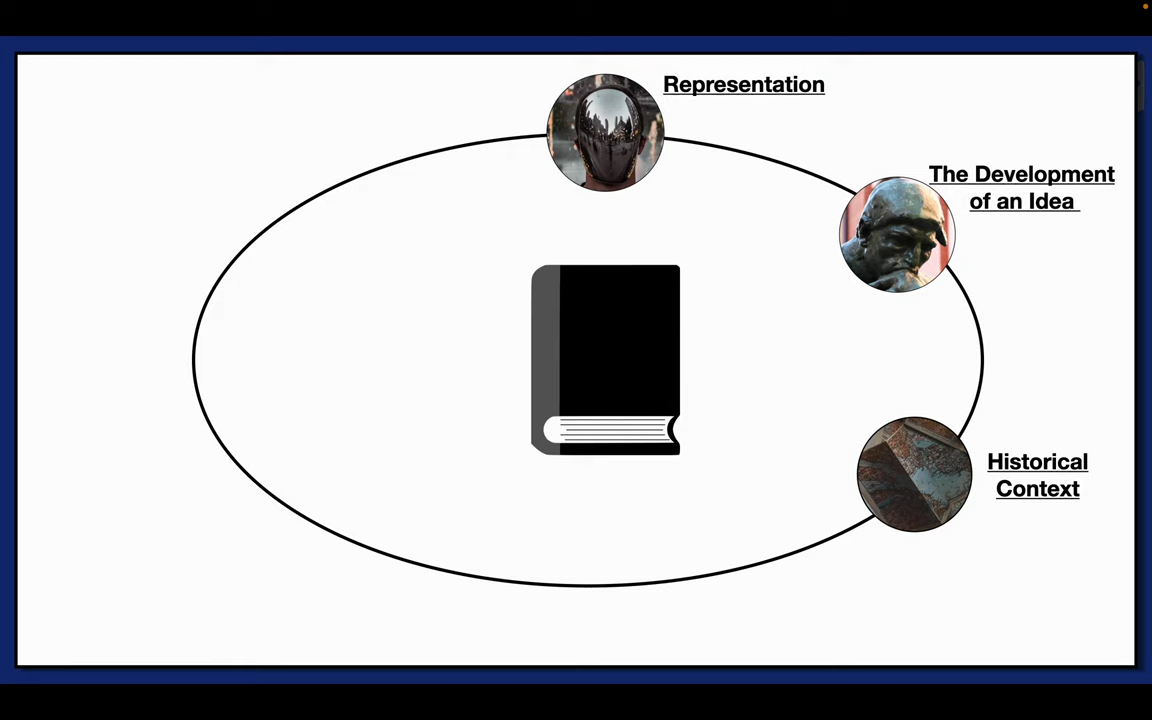 Representation
The Development
of an Idea
Historical
Context